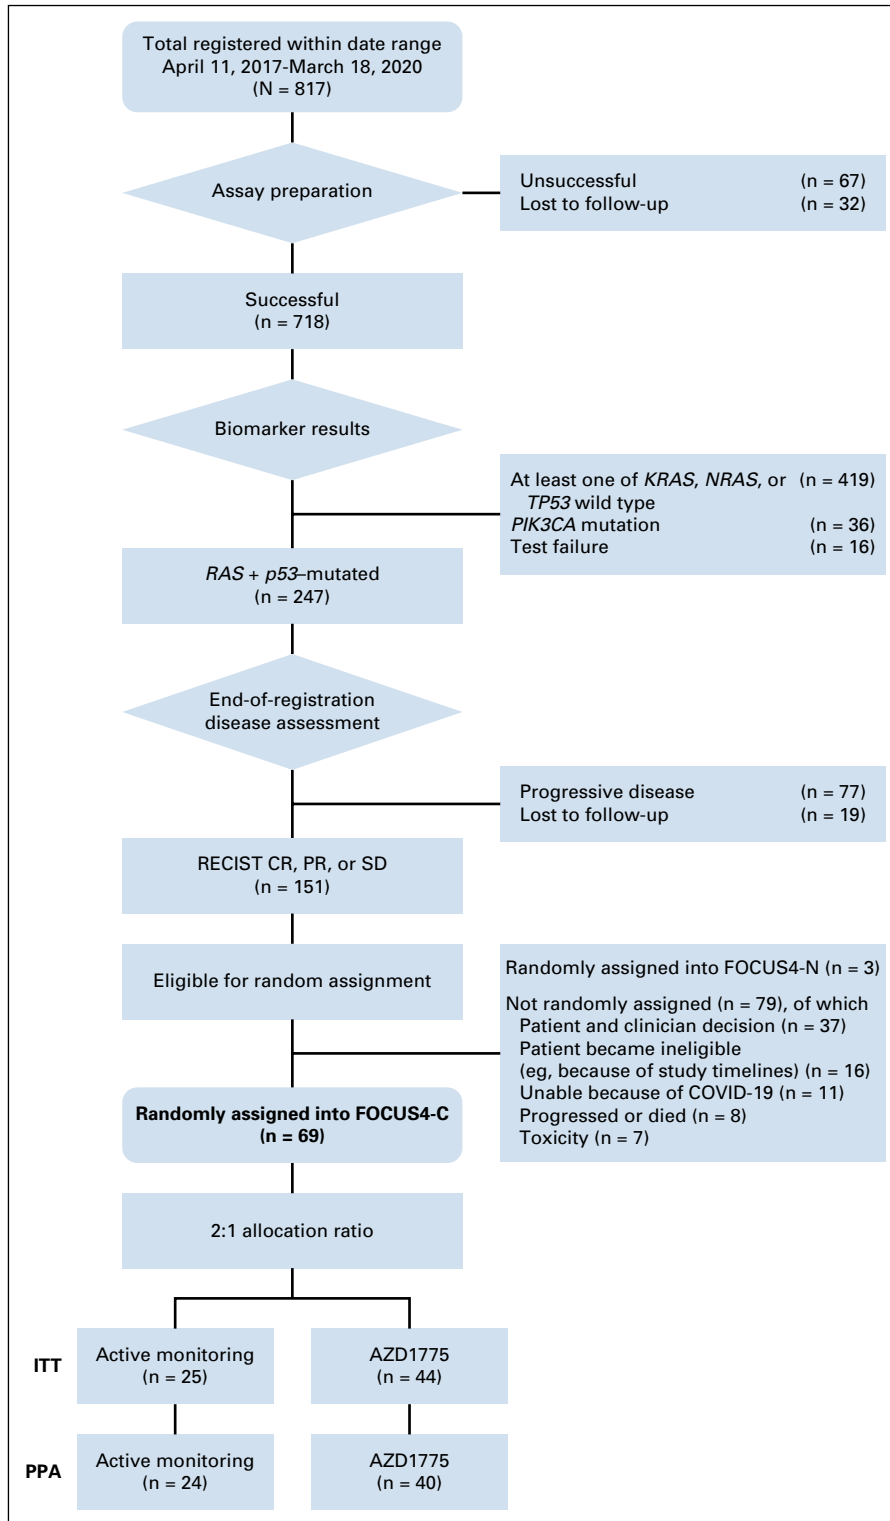 Total registered within date range
April 11, 2017-March 18, 2020
(N = 817)
Assay preparation
Unsuccessful (n = 67)
Lost to follow-up (n = 32)
Successful
(n = 718)
Biomarker results
At least one of KRAS, NRAS, or (n = 419)
TP53 wild type
PIK3CA mutation (n = 36)
Test failure (n = 16)
RAS + p53–mutated
(n = 247)
End-of-registration
disease assessment
Progressive disease (n = 77)
Lost to follow-up (n = 19)
RECIST CR, PR, or SD
(n = 151)
Eligible for random assignment
Randomly assigned into FOCUS4-N (n = 3)
Not randomly assigned (n = 79), of which
Patient and clinician decision (n = 37)
Patient became ineligible
(eg, because of study timelines) (n = 16)
Unable because of COVID-19 (n = 11)
Progressed or died (n = 8)
Toxicity (n = 7)
Randomly assigned into FOCUS4-C
(n = 69)
2:1 allocation ratio
ITT
Active monitoring
(n = 25)
AZD1775
(n = 44)
PPA
Active monitoring
(n = 24)
AZD1775
(n = 40)